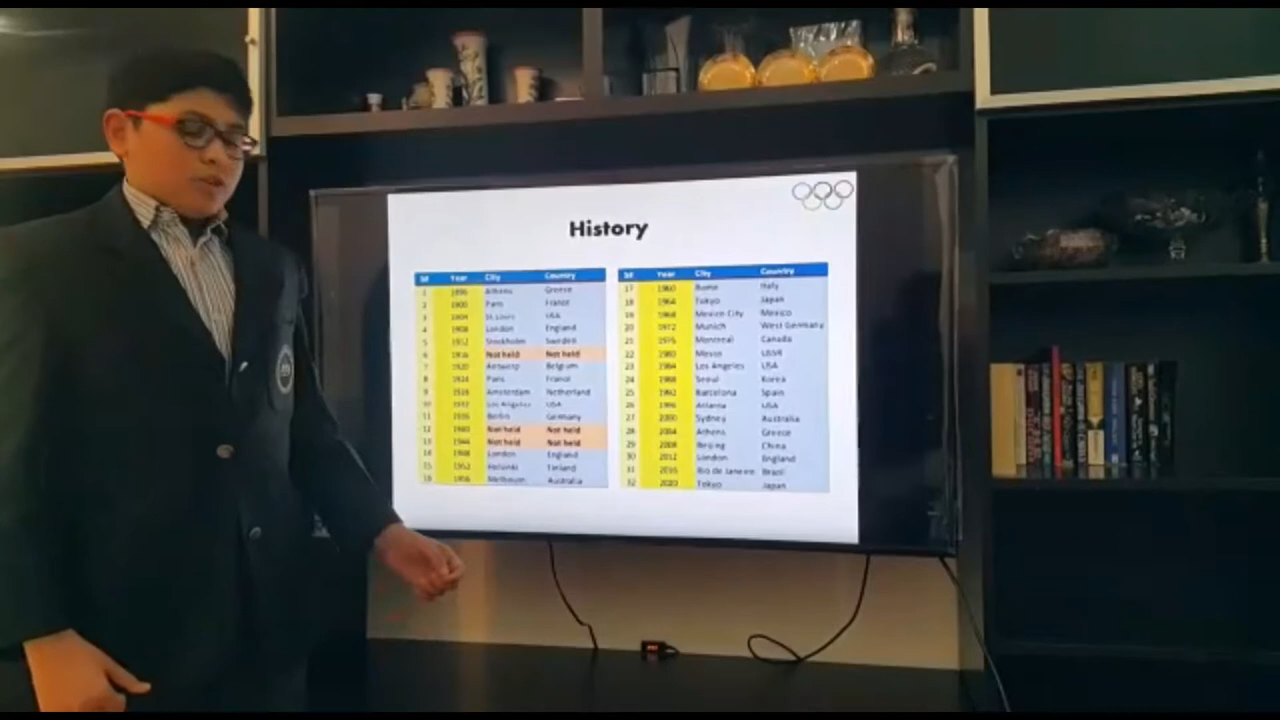 History
S# Year City Country
1 1896 Athens Greece
2 1900 Paris France
3 1904 St. Louis USA
4 1908 London England
5 1912 Stockholm Sweden
6 1916 Not held Not held
7 1920 Antwerp Belgium
8 1924 Paris France
9 1928 Amsterdam Netherland
10 1932 Los Angeles USA
11 1936 Berlin Germany
12 1940 Not held Not held
13 1944 Not held Not held
14 1948 London England
15 1952 Helsinki Finland
16 1956 Australia
S# Year City Country
17 1960 Rome Italy
18 1964 Tokyo Japan
19 1968 Mexico City Mexico
20 1972 Munich West Germany
21 1976 Montreal Canada
22 1980 USSR
23 1984 Los Angeles USA
24 1988 Seoul Korea
25 1992 Barcelona Spain
26 1996 Atlanta USA
27 2000 Sydney Australia
28 2004 Athens Greece
29 2008 Beijing China
30 2012 London England
31 2016 Rio de Janeiro Brazil
32 2020 Tokyo Japan